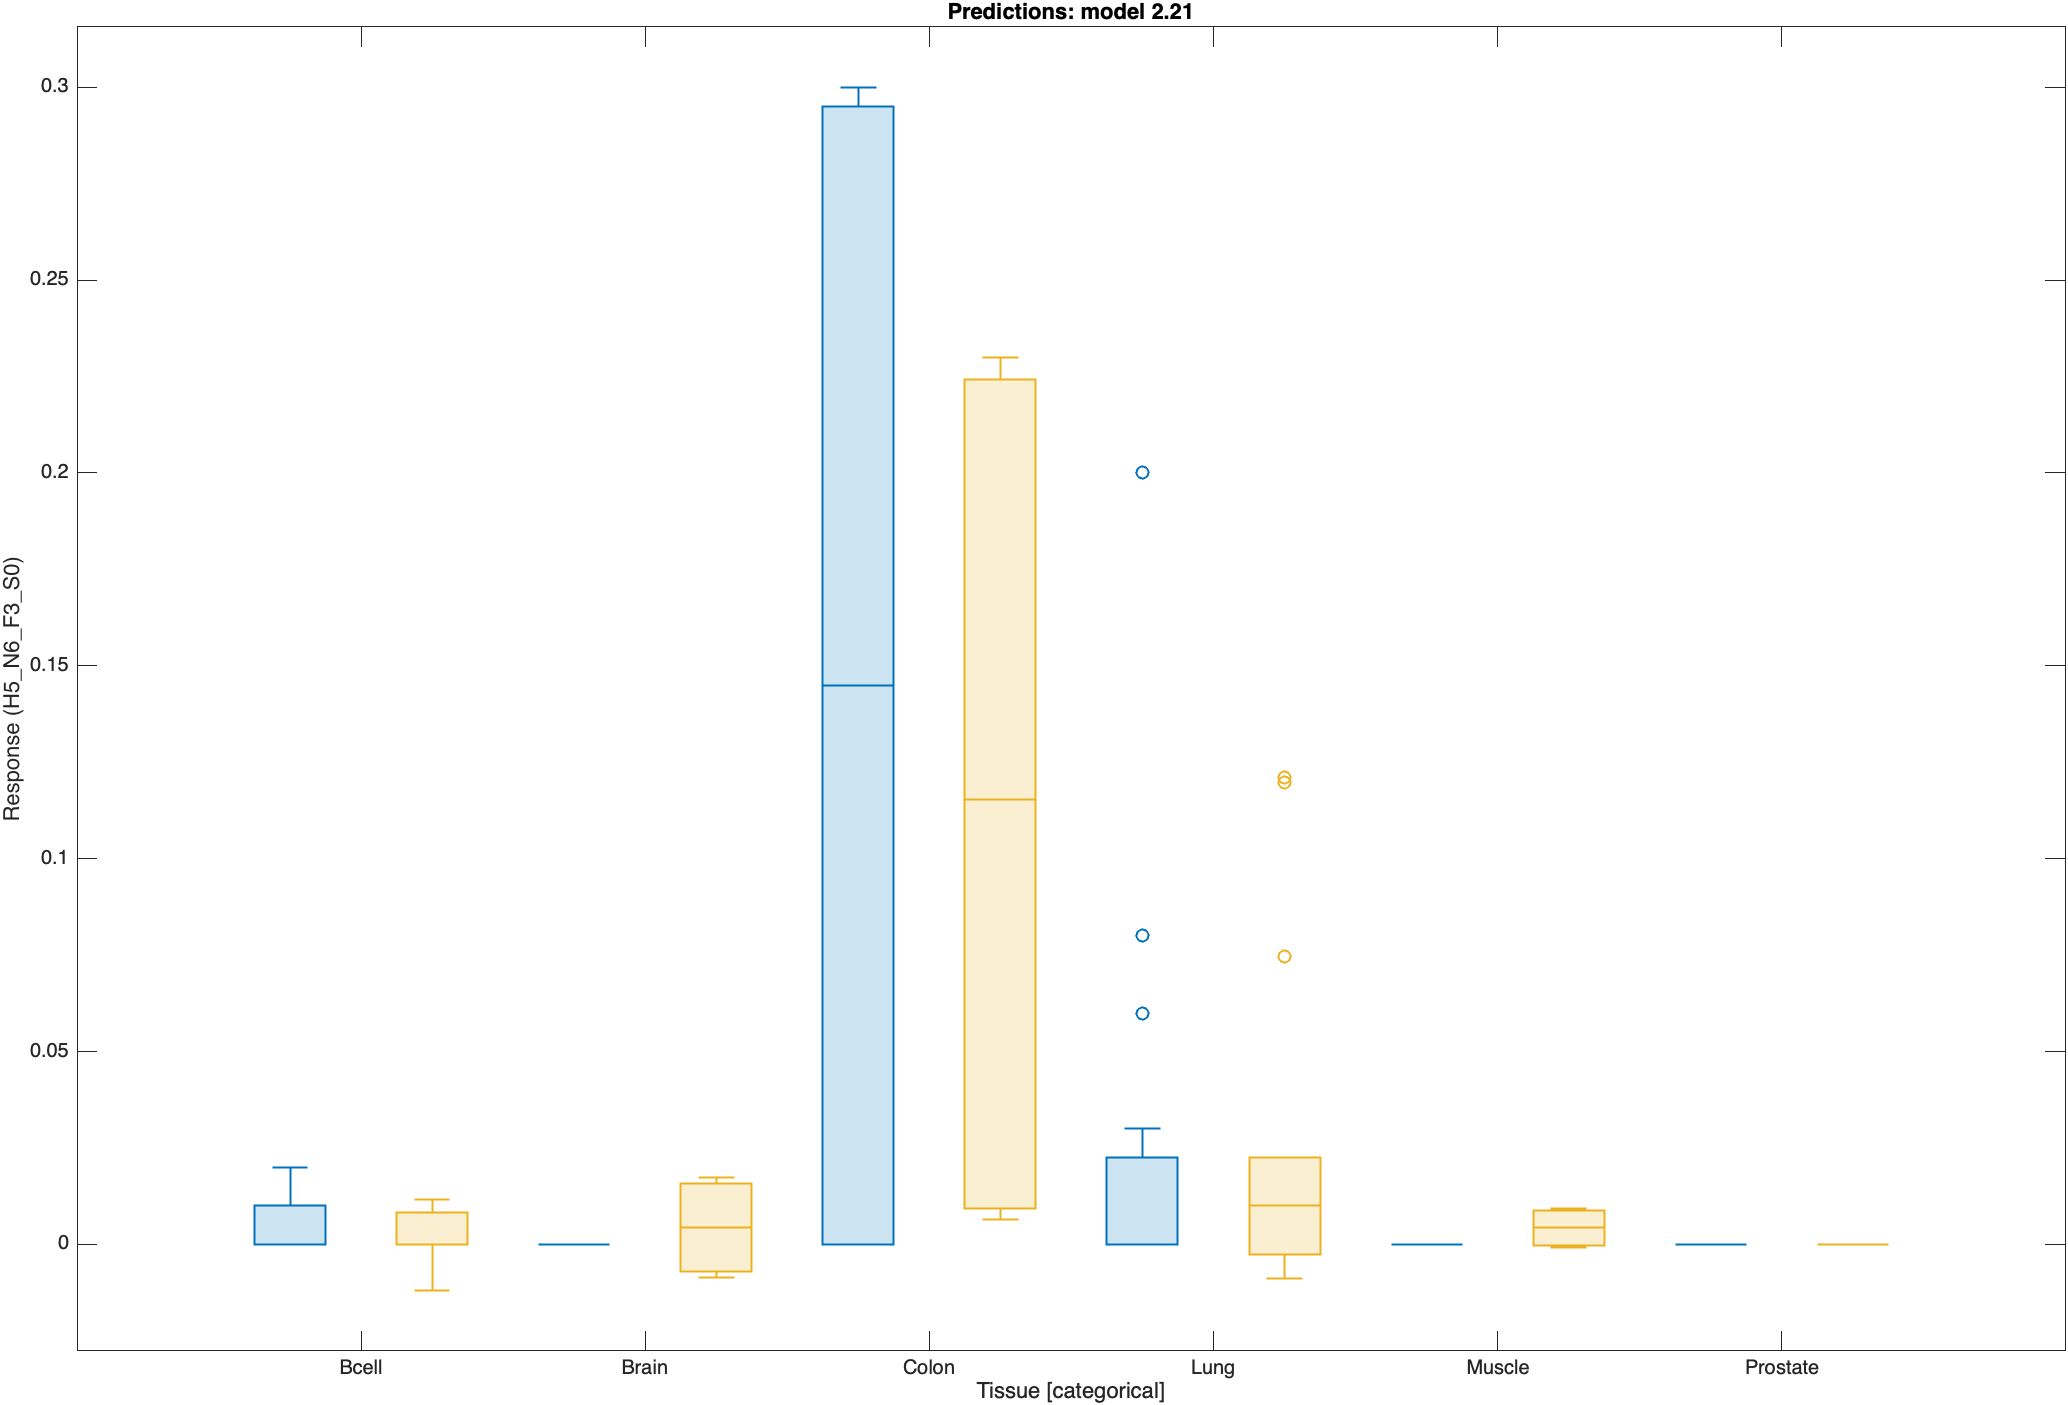 Predictions: model 2.21
Response (H5_N6_F3_S0)
0.3
0.25
0.2
0.15
0.1
0.05
0
Bcell Brain Colon Lung Muscle Prostate
Tissue [categorical]